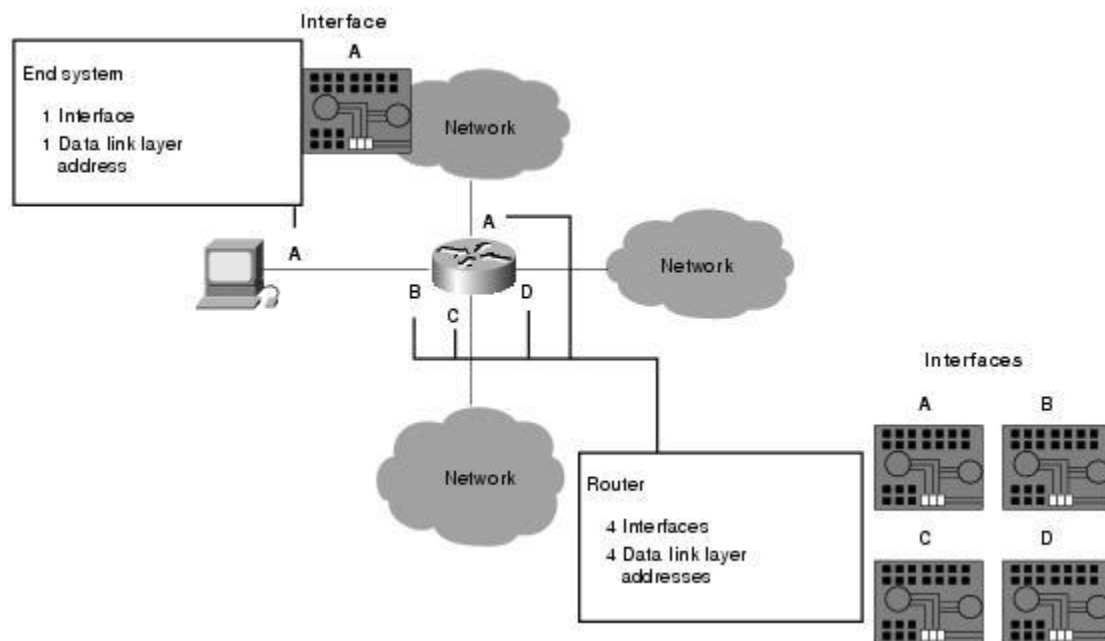 Interface
A
End system
1 Interface
1 Data link layer
address
Network
A
A
Network
B
D
C
Interfaces
A
B
Network
Router
4 Interfaces
4 Data link layer
addresses
C
D